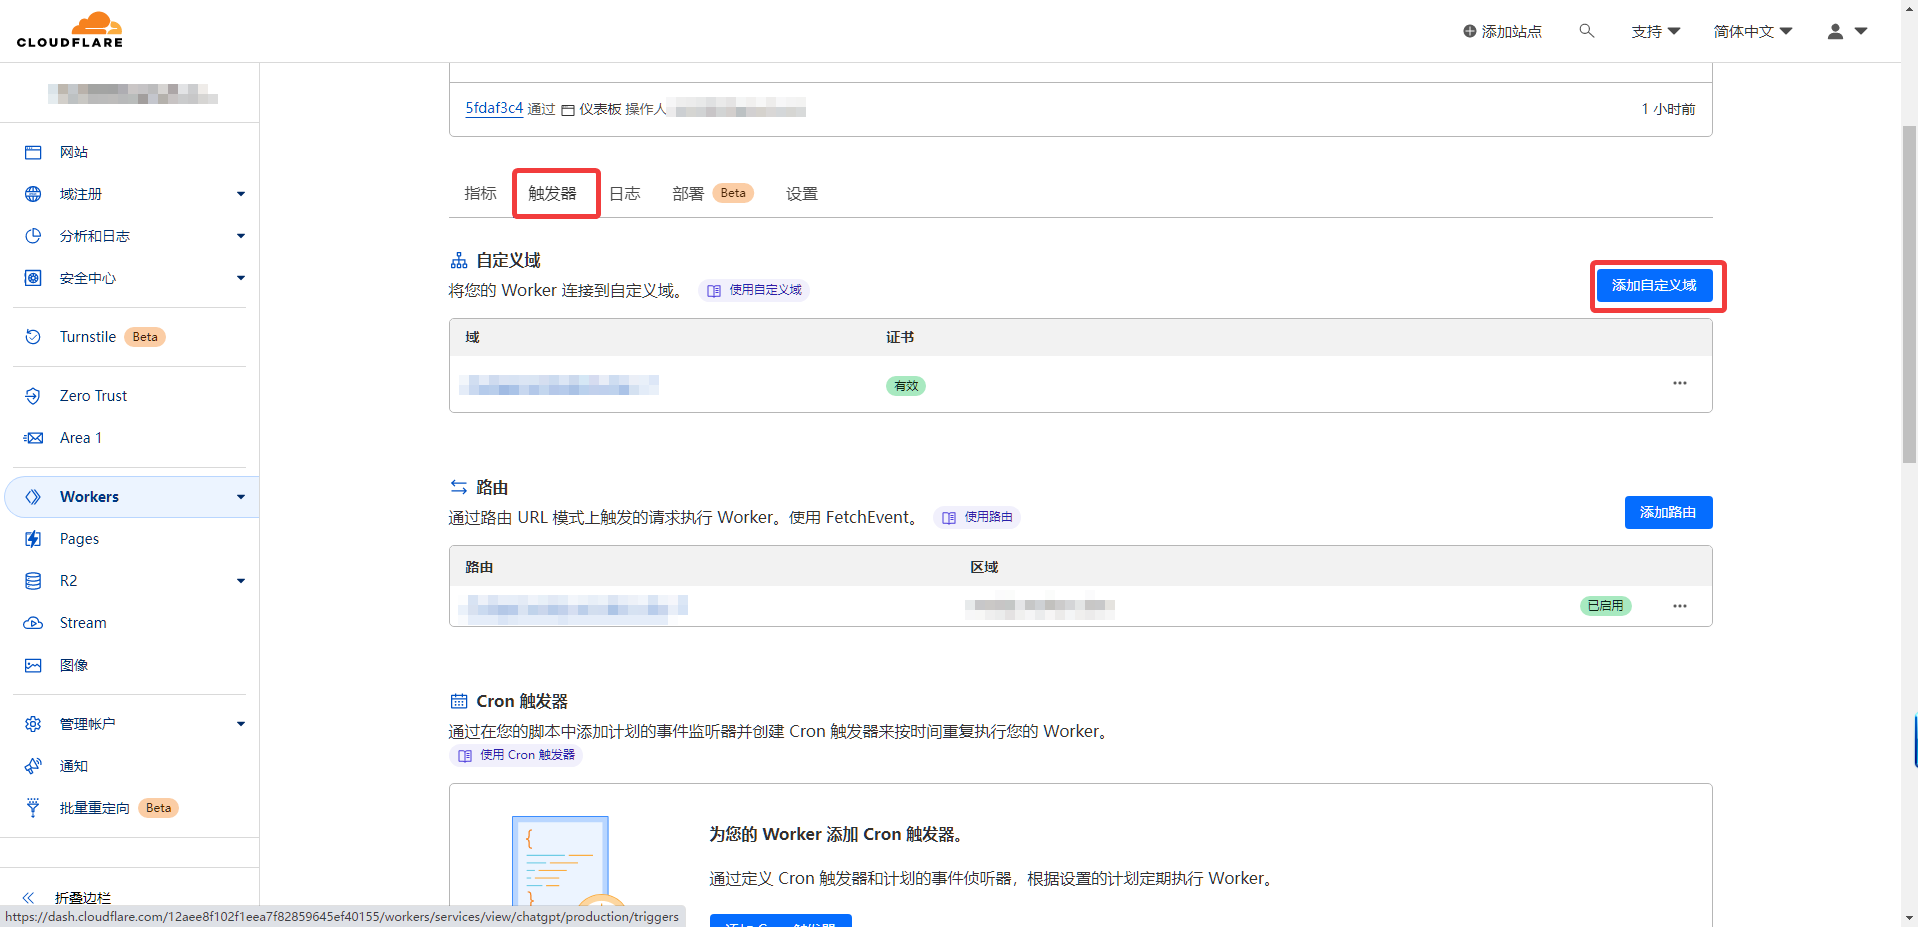 CLOUDFLARE
添加站点
支持
简体中文
网站
域注册
分析和日志
安全中心
Turnstile Beta
Zero Trust
Area 1
Workers
Pages
R2
Stream
图像
管理帐户
通知
批量重定向 Beta
折叠边栏
5fdaf3c4 通过 仪表板 操作人
1 小时前
指标 触发器 日志 部署 Beta 设置
自定义域
将您的 Worker 连接到自定义域。 使用自定义域
添加自定义域
域 证书
有效
路由
通过路由 URL 模式上触发的请求执行 Worker。使用 FetchEvent。 使用路由
添加路由
路由 区域
已启用
Cron 触发器
通过在您的脚本中添加计划的事件监听器并创建 Cron 触发器来按时间重复执行您的 Worker。
使用 Cron 触发器
为您的 Worker 添加 Cron 触发器。
通过定义 Cron 触发器和计划的事件侦听器，根据设置的计划定期执行 Worker。
添加 Cron 触发器
https://dash.cloudflare.com/12aee8f102f1eea7f82859645ef40155/workers/services/view/chatgpt/production/triggers